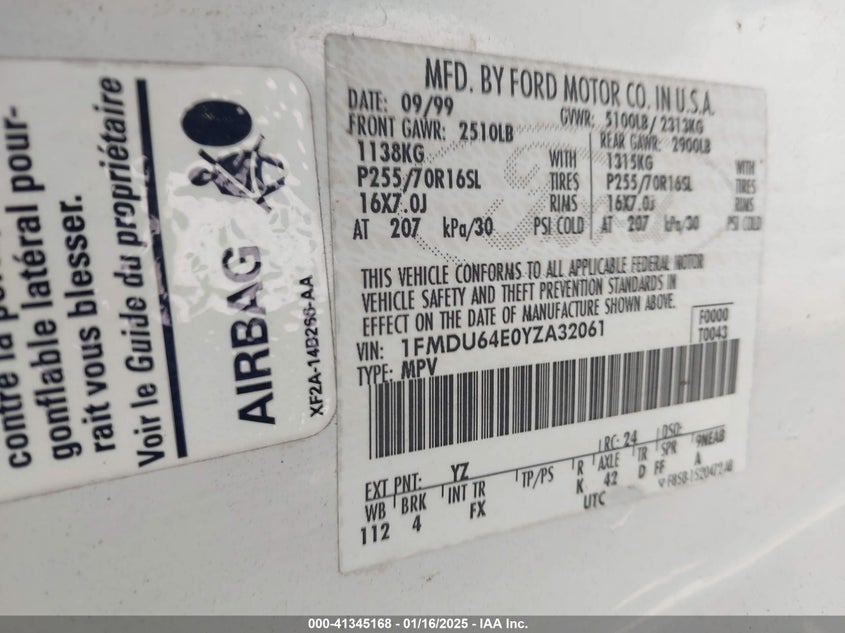 contre la
gonflable latéral pour-
rait vous blesser.
Voir le Guide du propriétaire
AIRBAG
XF2A-14B268-AA
MFD. BY FORD MOTOR CO. IN U.S.A.
DATE: 09/99 GVWR: 5100LB/ 2313KG
FRONT GAWR: 2510LB REAR GAWR: 2900LB
1138KG WITH 1315KG WITH
P255/70R16SL TIRES P255/70R16SL TIRES
16X7.0J RIMS 16X7.0J RIMS
AT 207 kPa/30 PSI COLD AT 207 kPa/30 PSI COLD
THIS VEHICLE CONFORMS TO ALL APPLICABLE FEDERAL MOTOR
VEHICLE SAFETY AND THEFT PREVENTION STANDARDS IN
EFFECT ON THE DATE OF MANUFACTURE SHOWN ABOVE.
VIN: 1FMDU64E0YZA32061 F0000
TYPE: MPV T0043
EXT PNT: YZ RC: 24 DSO:
WB BRK INT TR TP/PS R AXLE TR SPR 9NEAB
112 4 FX K 42 D FF A
UTC
000-41345168 - 01/16/2025 - IAA Inc.